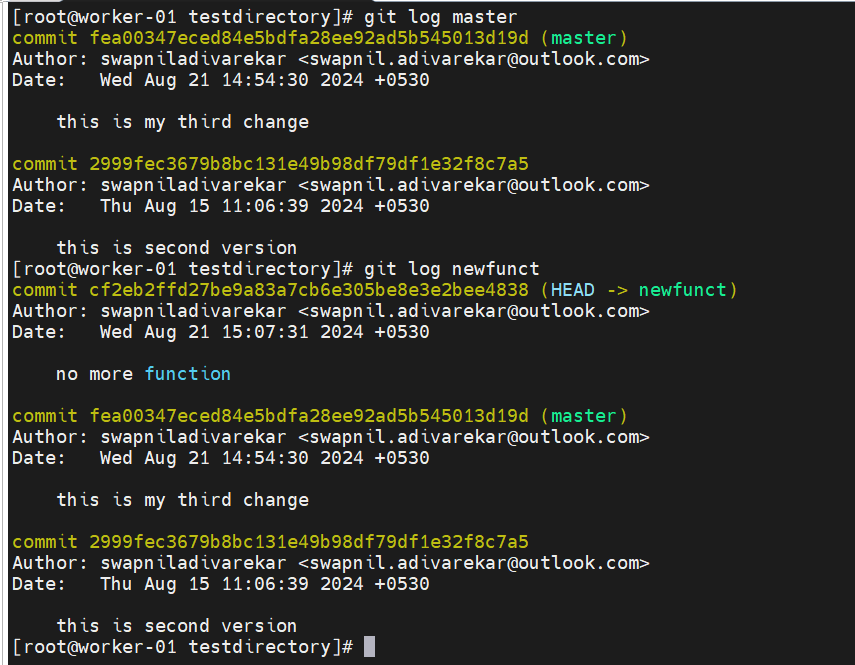 [root@worker-01 testdirectory]# git log master
commit fea00347eced84e5bdfa28ee92ad5b545013d19d (master)
Author: swapniladivarekar <swapnil.adivarekar@outlook.com>
Date:   Wed Aug 21 14:54:30 2024 +0530

    this is my third change

commit 2999fec3679b8bc131e49b98df79df1e32f8c7a5
Author: swapniladivarekar <swapnil.adivarekar@outlook.com>
Date:   Thu Aug 15 11:06:39 2024 +0530

    this is second version
[root@worker-01 testdirectory]# git log newfunct
commit cf2eb2ffd27be9a83a7cb6e305be8e3e2bee4838 (HEAD -> newfunct)
Author: swapniladivarekar <swapnil.adivarekar@outlook.com>
Date:   Wed Aug 21 15:07:31 2024 +0530

    no more function

commit fea00347eced84e5bdfa28ee92ad5b545013d19d (master)
Author: swapniladivarekar <swapnil.adivarekar@outlook.com>
Date:   Wed Aug 21 14:54:30 2024 +0530

    this is my third change

commit 2999fec3679b8bc131e49b98df79df1e32f8c7a5
Author: swapniladivarekar <swapnil.adivarekar@outlook.com>
Date:   Thu Aug 15 11:06:39 2024 +0530

    this is second version
[root@worker-01 testdirectory]#